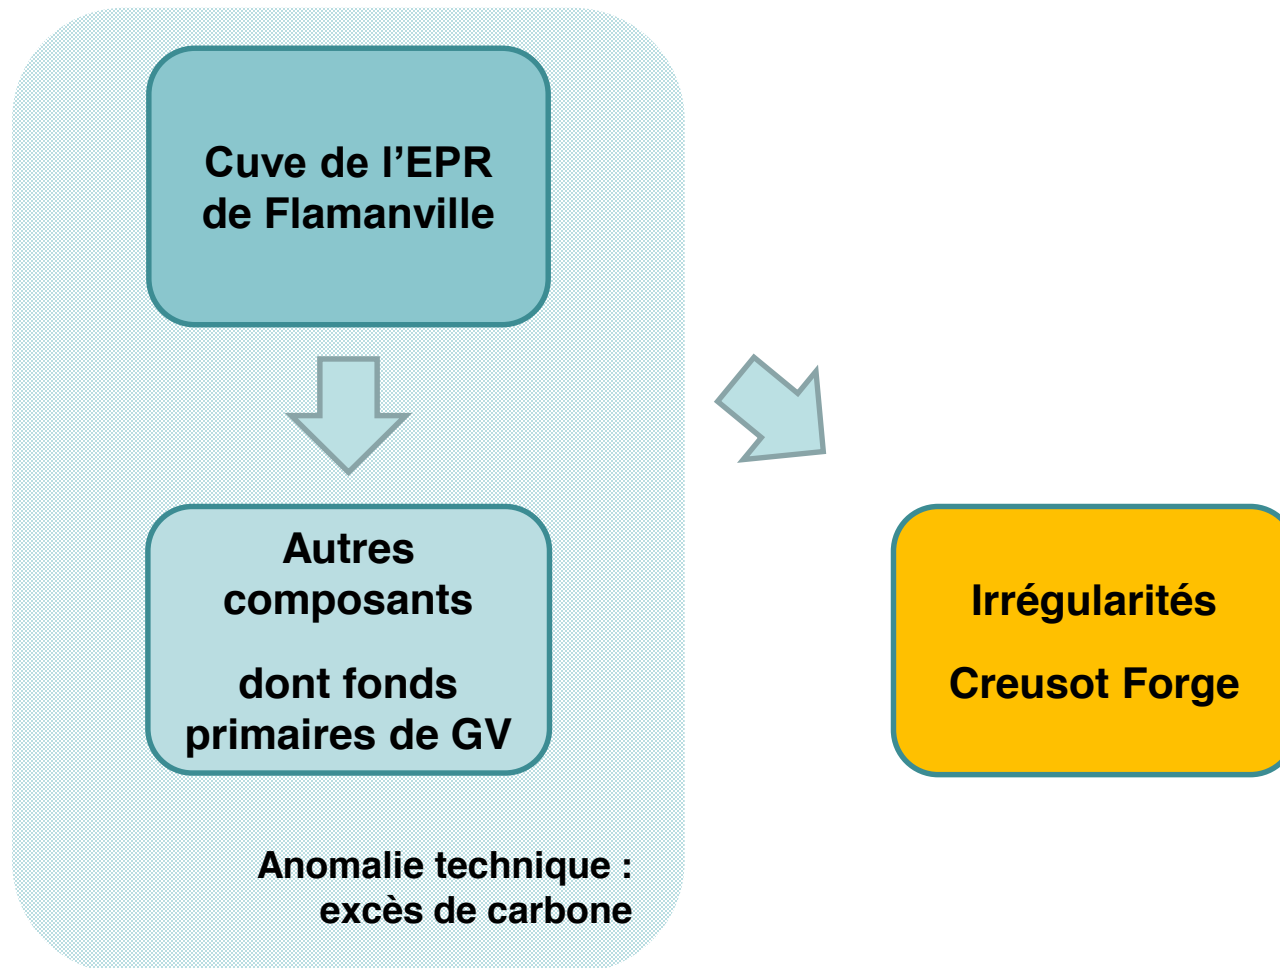 Cuve de l’EPR
de Flamanville
Autres
composants
dont fonds
primaires de GV
Anomalie technique :
excès de carbone
Irrégularités
Creusot Forge